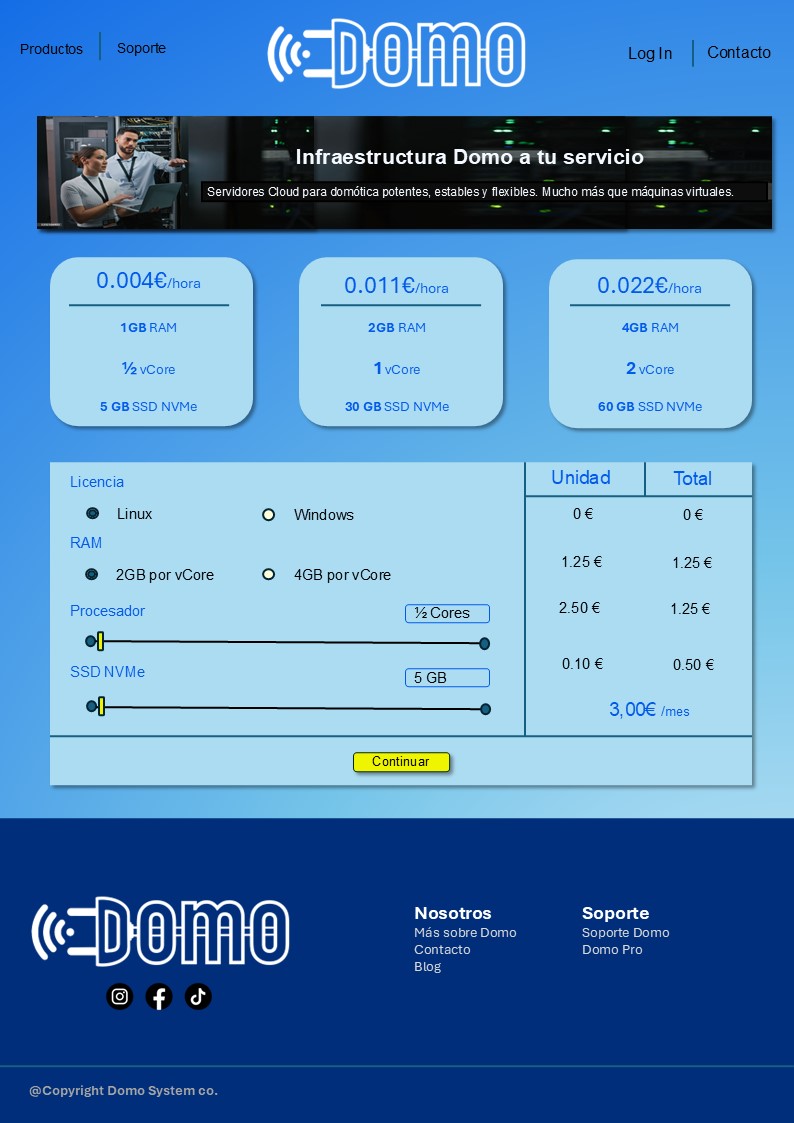 Productos
Soporte
DOMO
Log In
Contacto
Infraestructura Domo a tu servicio
Servidores Cloud para domótica potentes, estables y flexibles. Mucho más que máquinas virtuales.
0.004€/hora
1GB RAM
½ vCore
5 GB SSD NVMe
0.011€/hora
2GB RAM
1 vCore
30 GB SSD NVMe
0.022€/hora
4GB RAM
2 vCore
60 GB SSD NVMe
Licencia
Unidad
Total
Linux
Windows
0 €
0 €
RAM
2GB por vCore
4GB por vCore
1.25 €
1.25 €
Procesador
½ Cores
2.50 €
1.25 €
SSD NVMe
5 GB
0.10 €
0.50 €
3,00€ /mes
Continuar
DOMO
Nosotros
Más sobre Domo
Contacto
Blog
Soporte
Soporte Domo
Domo Pro
@Copyright Domo System co.